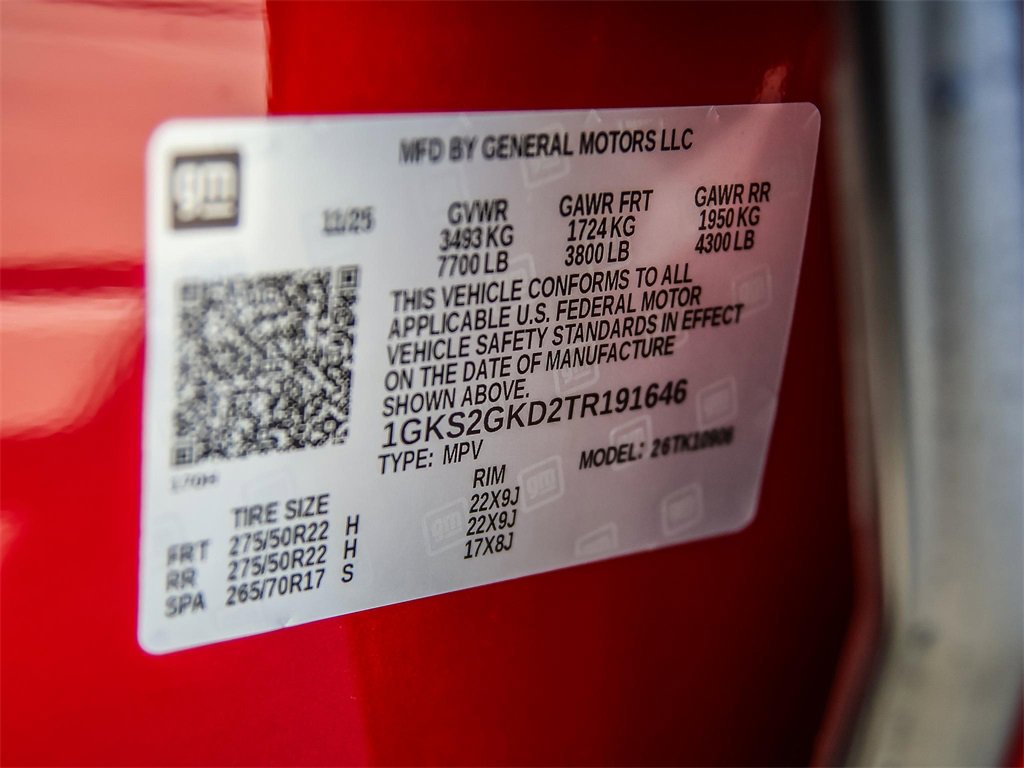 MFD BY GENERAL MOTORS LLC
gm
11/25
GVWR GAWR FRT GAWR RR
3493 KG 1724 KG 1950 KG
7700 LB 3800 LB 4300 LB
THIS VEHICLE CONFORMS TO ALL
APPLICABLE U.S. FEDERAL MOTOR
VEHICLE SAFETY STANDARDS IN EFFECT
ON THE DATE OF MANUFACTURE
SHOWN ABOVE.
1GKS2GKD2TR191646
TYPE: MPV MODEL: 26TK10906
TIRE SIZE RIM
FRT 275/50R22 H 22X9J
RR 275/50R22 H 22X9J
SPA 265/70R17 S 17X8J